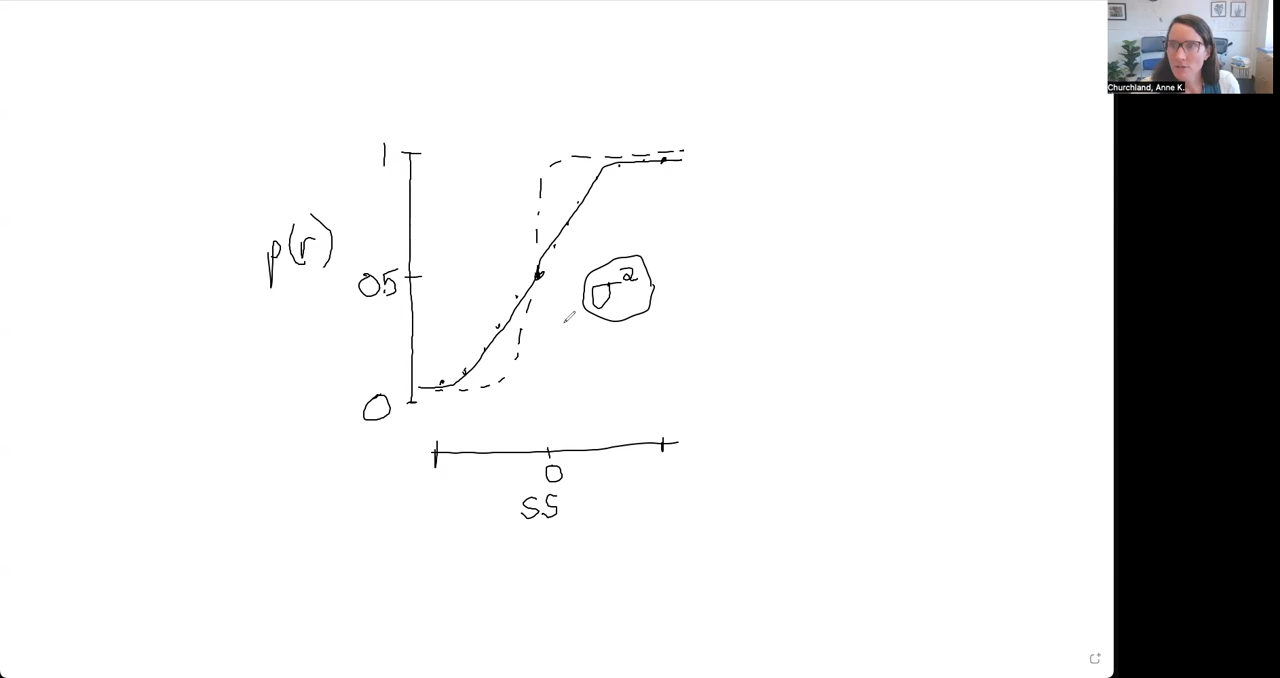 Churchland, Anne K.
1
p(r)
0.5
σ²
0
0
SS